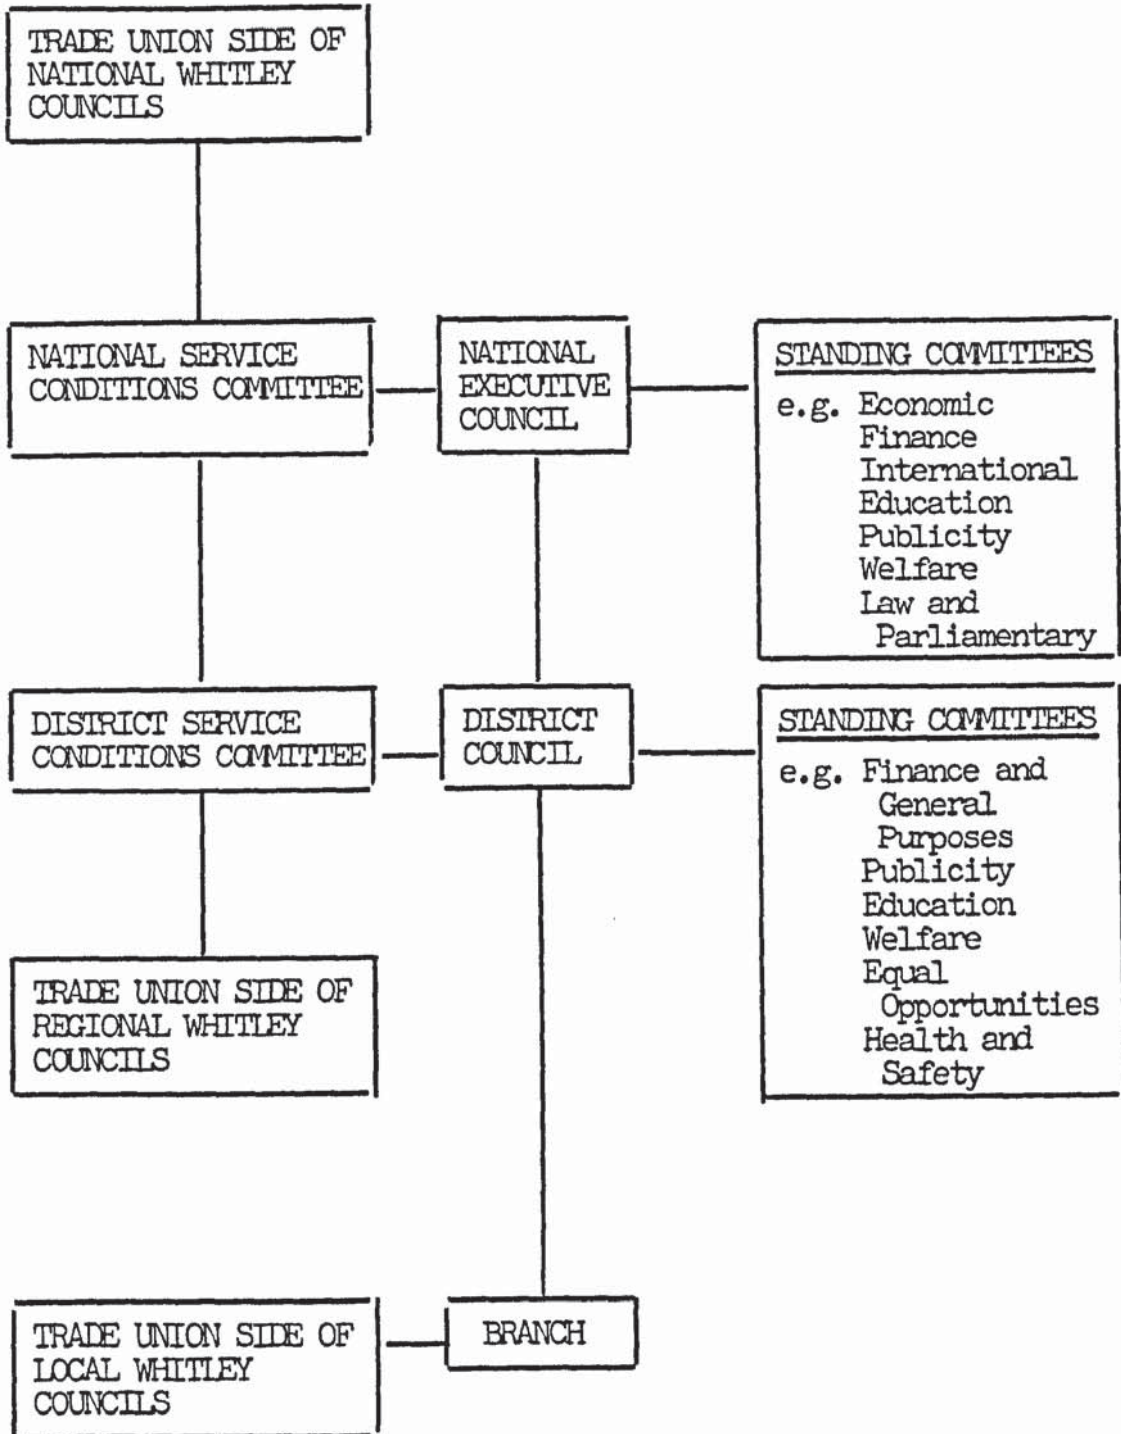 TRADE UNION SIDE OF
NATIONAL WHITLEY
COUNCILS
NATIONAL SERVICE
CONDITIONS COMMITTEE
NATIONAL
EXECUTIVE
COUNCIL
STANDING COMMITTEES
e.g. Economic
Finance
International
Education
Publicity
Welfare
Law and
Parliamentary
DISTRICT SERVICE
CONDITIONS COMMITTEE
DISTRICT
COUNCIL
STANDING COMMITTEES
e.g. Finance and
General
Purposes
Publicity
Education
Welfare
Equal
Opportunities
Health and
Safety
TRADE UNION SIDE OF
REGIONAL WHITLEY
COUNCILS
TRADE UNION SIDE OF
LOCAL WHITLEY
COUNCILS
BRANCH